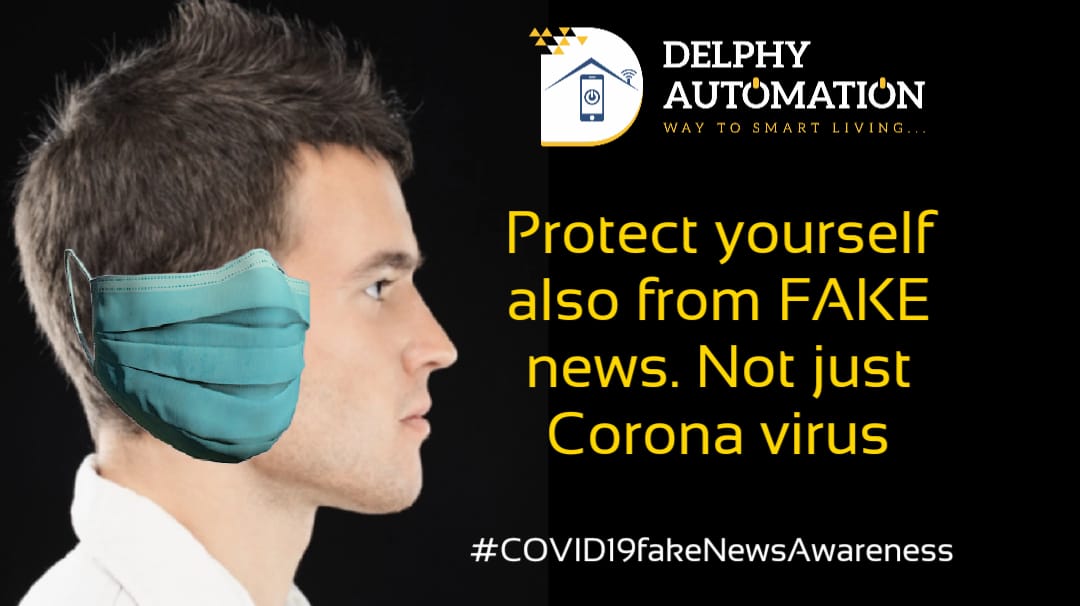 DELPHY
AUTOMATION
WAY TO SMART LIVING...
Protect yourself
also from FAKE
news. Not just
Corona virus
#COVID19fakeNewsAwareness